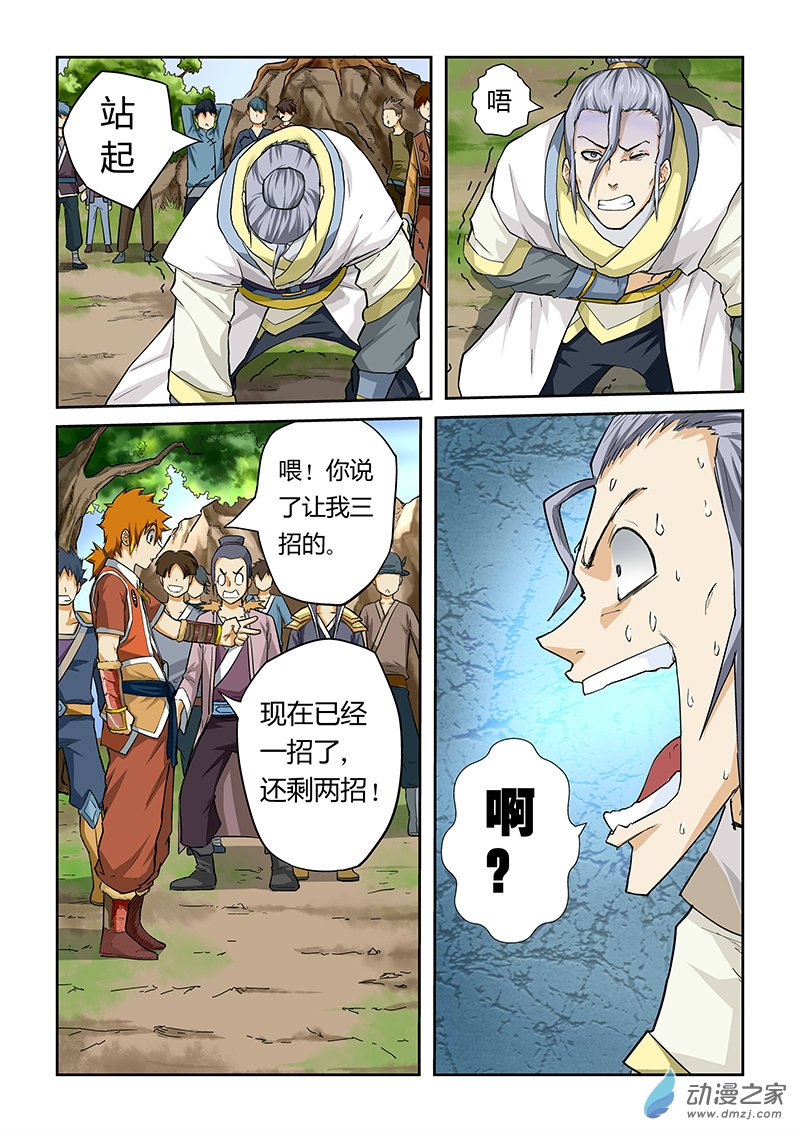 站
起
唔
喂！你说
了让我三
招的。
现在已经
一招了，
还剩两招！
啊
？
动漫之家
www.dmzj.com